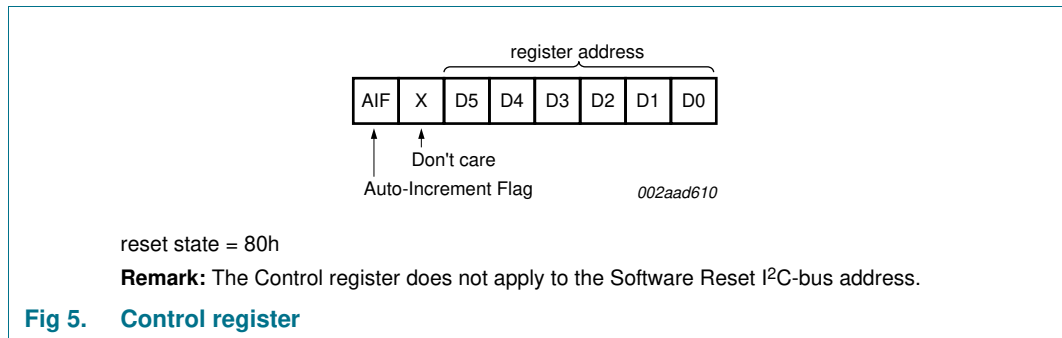 register address
AIF X D5 D4 D3 D2 D1 D0
Don't care
Auto-Increment Flag
002aad610
reset state = 80h
Remark: The Control register does not apply to the Software Reset I2C-bus address.
Fig 5. Control register